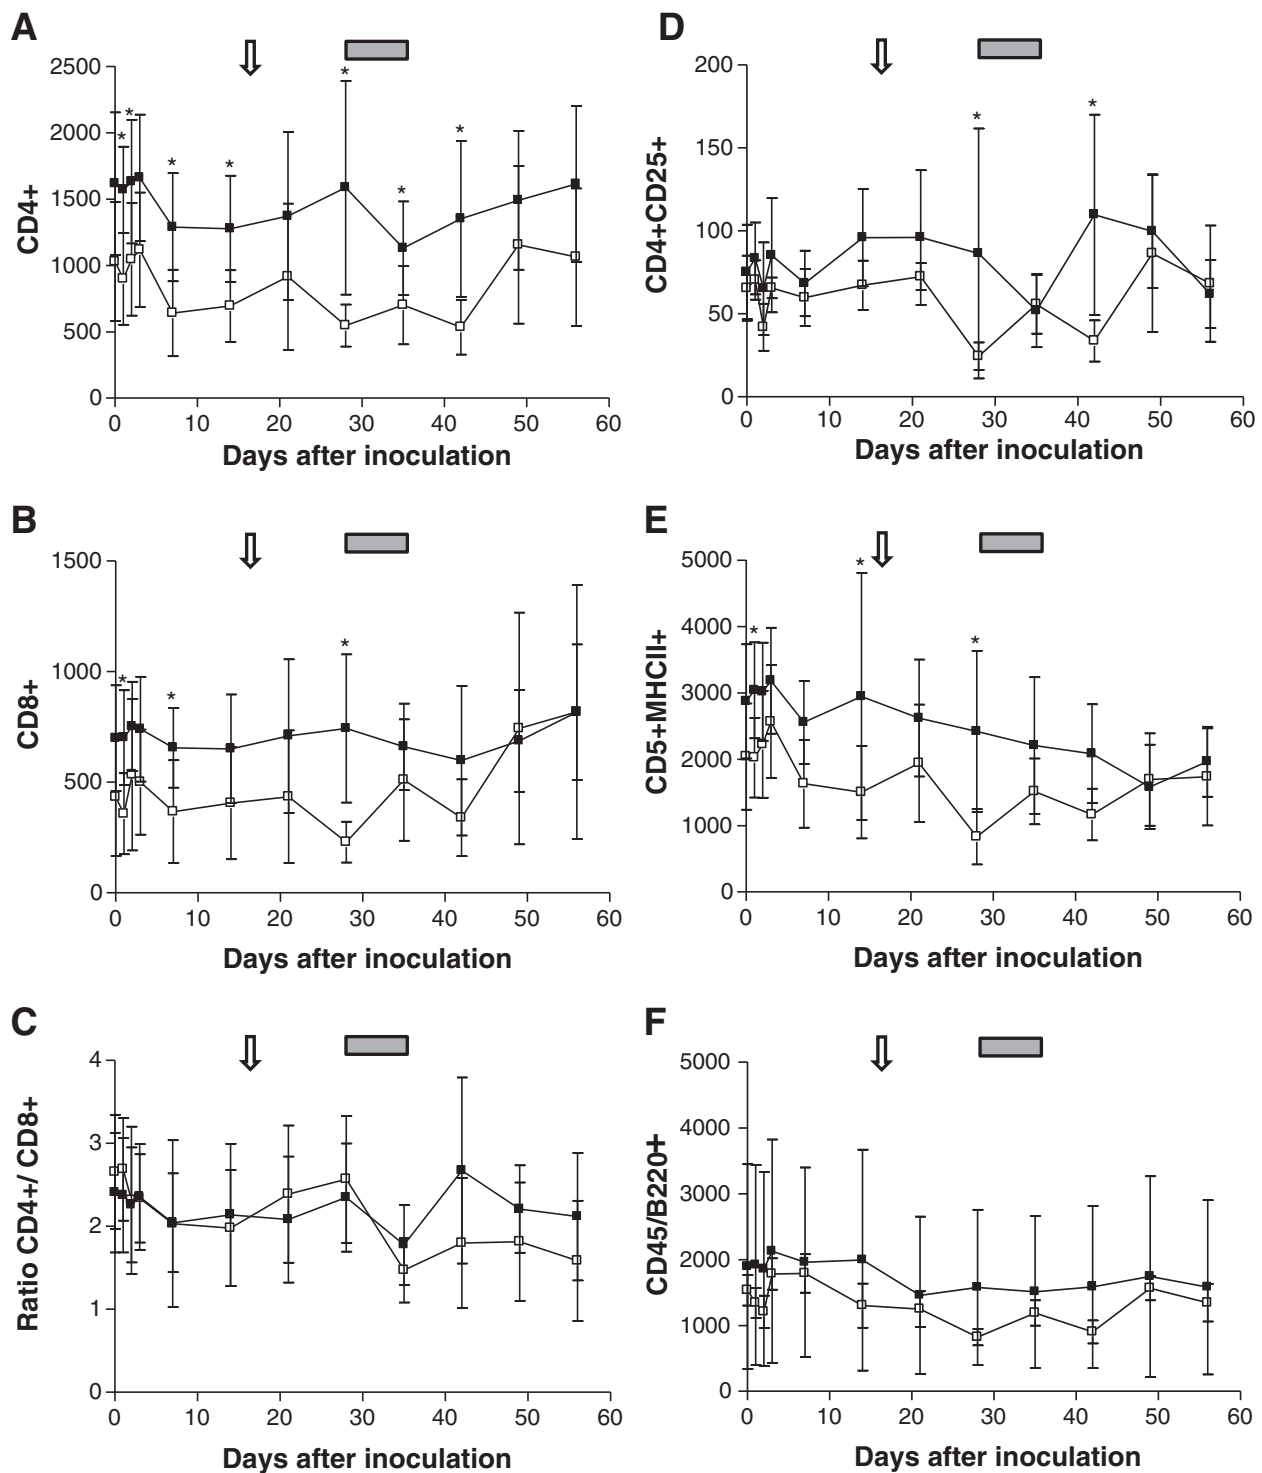 A
CD4+
2500
2000
1500
1000
500
0
* * * * * * *
0 10 20 30 40 50 60
Days after inoculation
B
CD8+
1500
1000
500
0
* * *
0 10 20 30 40 50 60
Days after inoculation
C
Ratio CD4+/ CD8+
4
3
2
1
0
0 10 20 30 40 50 60
Days after inoculation
D
CD4+CD25+
200
150
100
50
0
* *
0 10 20 30 40 50 60
Days after inoculation
E
CD5+MHCII+
5000
4000
3000
2000
1000
0
* * *
0 10 20 30 40 50 60
Days after inoculation
F
CD45/B220+
5000
4000
3000
2000
1000
0
0 10 20 30 40 50 60
Days after inoculation